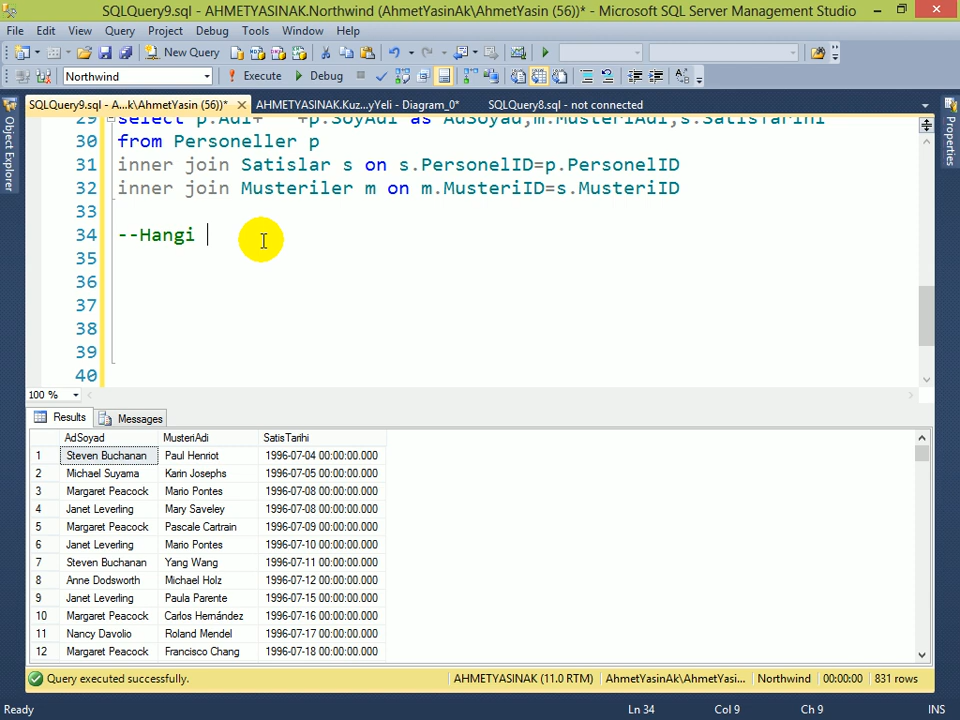 SQLQuery9.sql - AHMETYASINAK.Northwind (AhmetYasinAk\AhmetYasin (56))* - Microsoft SQL Server Management Studio
File Edit View Query Project Debug Tools Window Help
New Query
Northwind Execute Debug
SQLQuery9.sql - A...k\AhmetYasin (56))* AHMETYASINAK.Kuz...yYeli - Diagram_0* SQLQuery8.sql - not connected
Object Explorer
Properties
29 select p.Adi+' '+p.SoyAdi as AdSoyad,m.MusteriAdi,s.SatisTarihi
30 from Personeller p
31 inner join Satislar s on s.PersonelID=p.PersonelID
32 inner join Musteriler m on m.MusteriID=s.MusteriID
33
34 --Hangi
35
36
37
38
39
40
100 %
Results Messages
AdSoyad MusteriAdi SatisTarihi
1 Steven Buchanan Paul Henriot 1996-07-04 00:00:00.000
2 Michael Suyama Karin Josephs 1996-07-05 00:00:00.000
3 Margaret Peacock Mario Pontes 1996-07-08 00:00:00.000
4 Janet Leverling Mary Saveley 1996-07-08 00:00:00.000
5 Margaret Peacock Pascale Cartrain 1996-07-09 00:00:00.000
6 Janet Leverling Mario Pontes 1996-07-10 00:00:00.000
7 Steven Buchanan Yang Wang 1996-07-11 00:00:00.000
8 Anne Dodsworth Michael Holz 1996-07-12 00:00:00.000
9 Janet Leverling Paula Parente 1996-07-15 00:00:00.000
10 Margaret Peacock Carlos Hernández 1996-07-16 00:00:00.000
11 Nancy Davolio Roland Mendel 1996-07-17 00:00:00.000
12 Margaret Peacock Francisco Chang 1996-07-18 00:00:00.000
Query executed successfully. AHMETYASINAK (11.0 RTM) AhmetYasinAk\AhmetYasi... Northwind 00:00:00 831 rows
Ready Ln 34 Col 9 Ch 9 INS